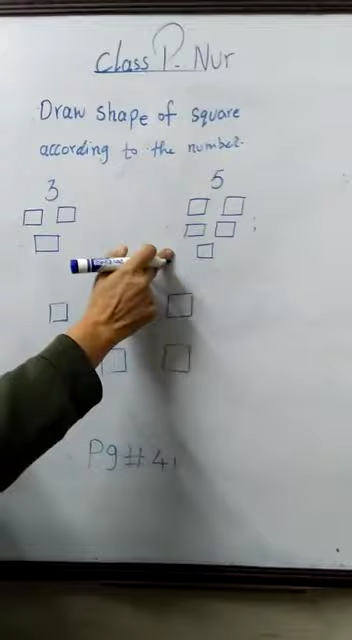 Class P. Nur
Draw shape of square
according to the number.
3 5
Pg# 41